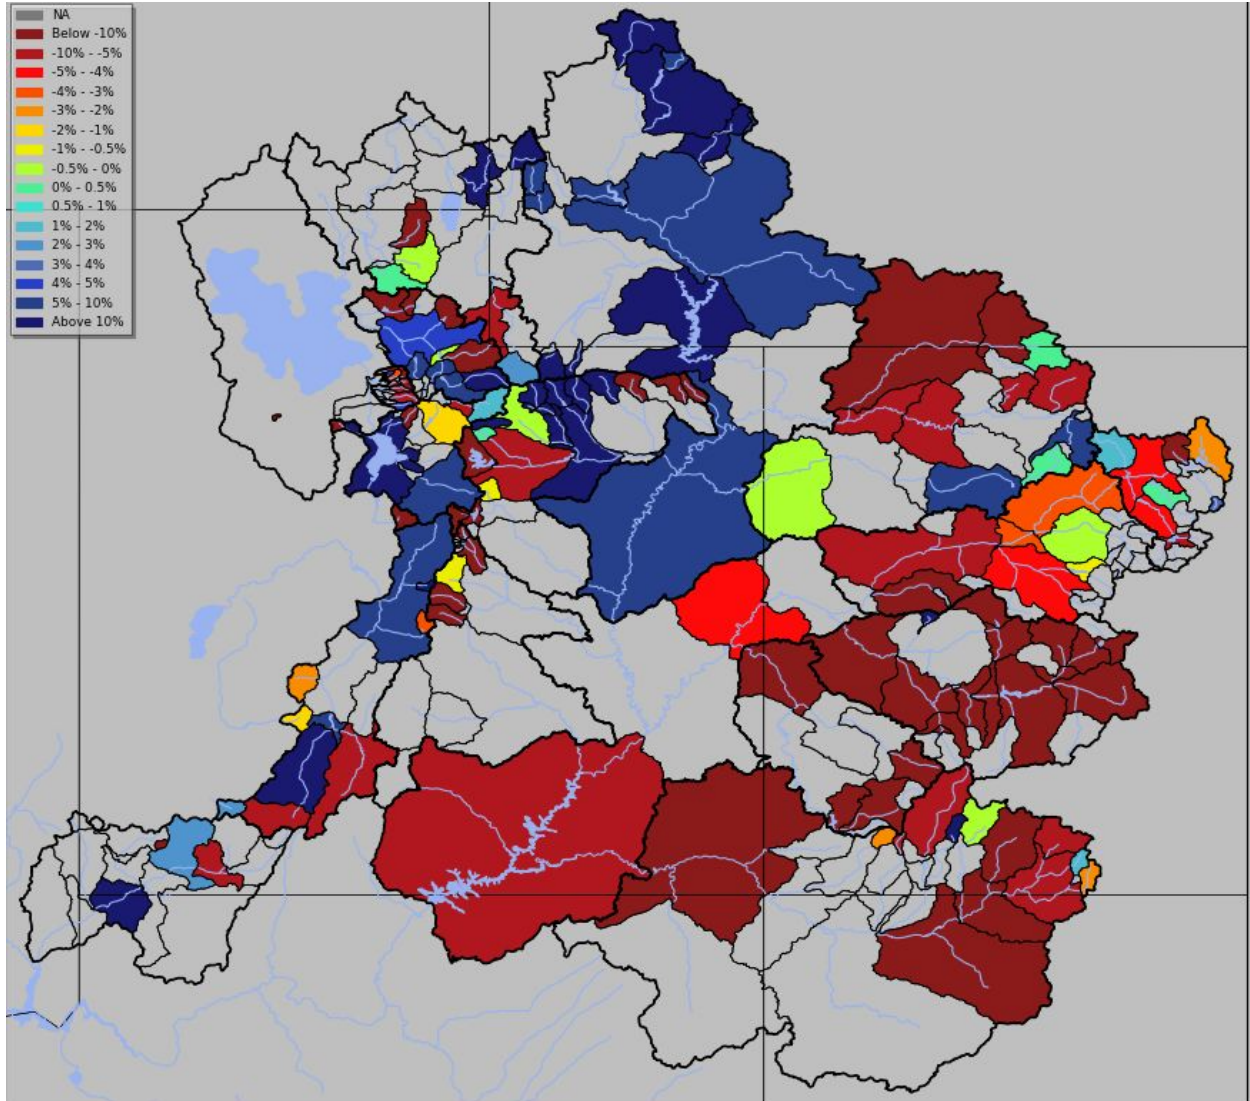 NA
Below -10%
-10% - -5%
-5% - -4%
-4% - -3%
-3% - -2%
-2% - -1%
-1% - -0.5%
-0.5% - 0%
0% - 0.5%
0.5% - 1%
1% - 2%
2% - 3%
3% - 4%
4% - 5%
5% - 10%
Above 10%